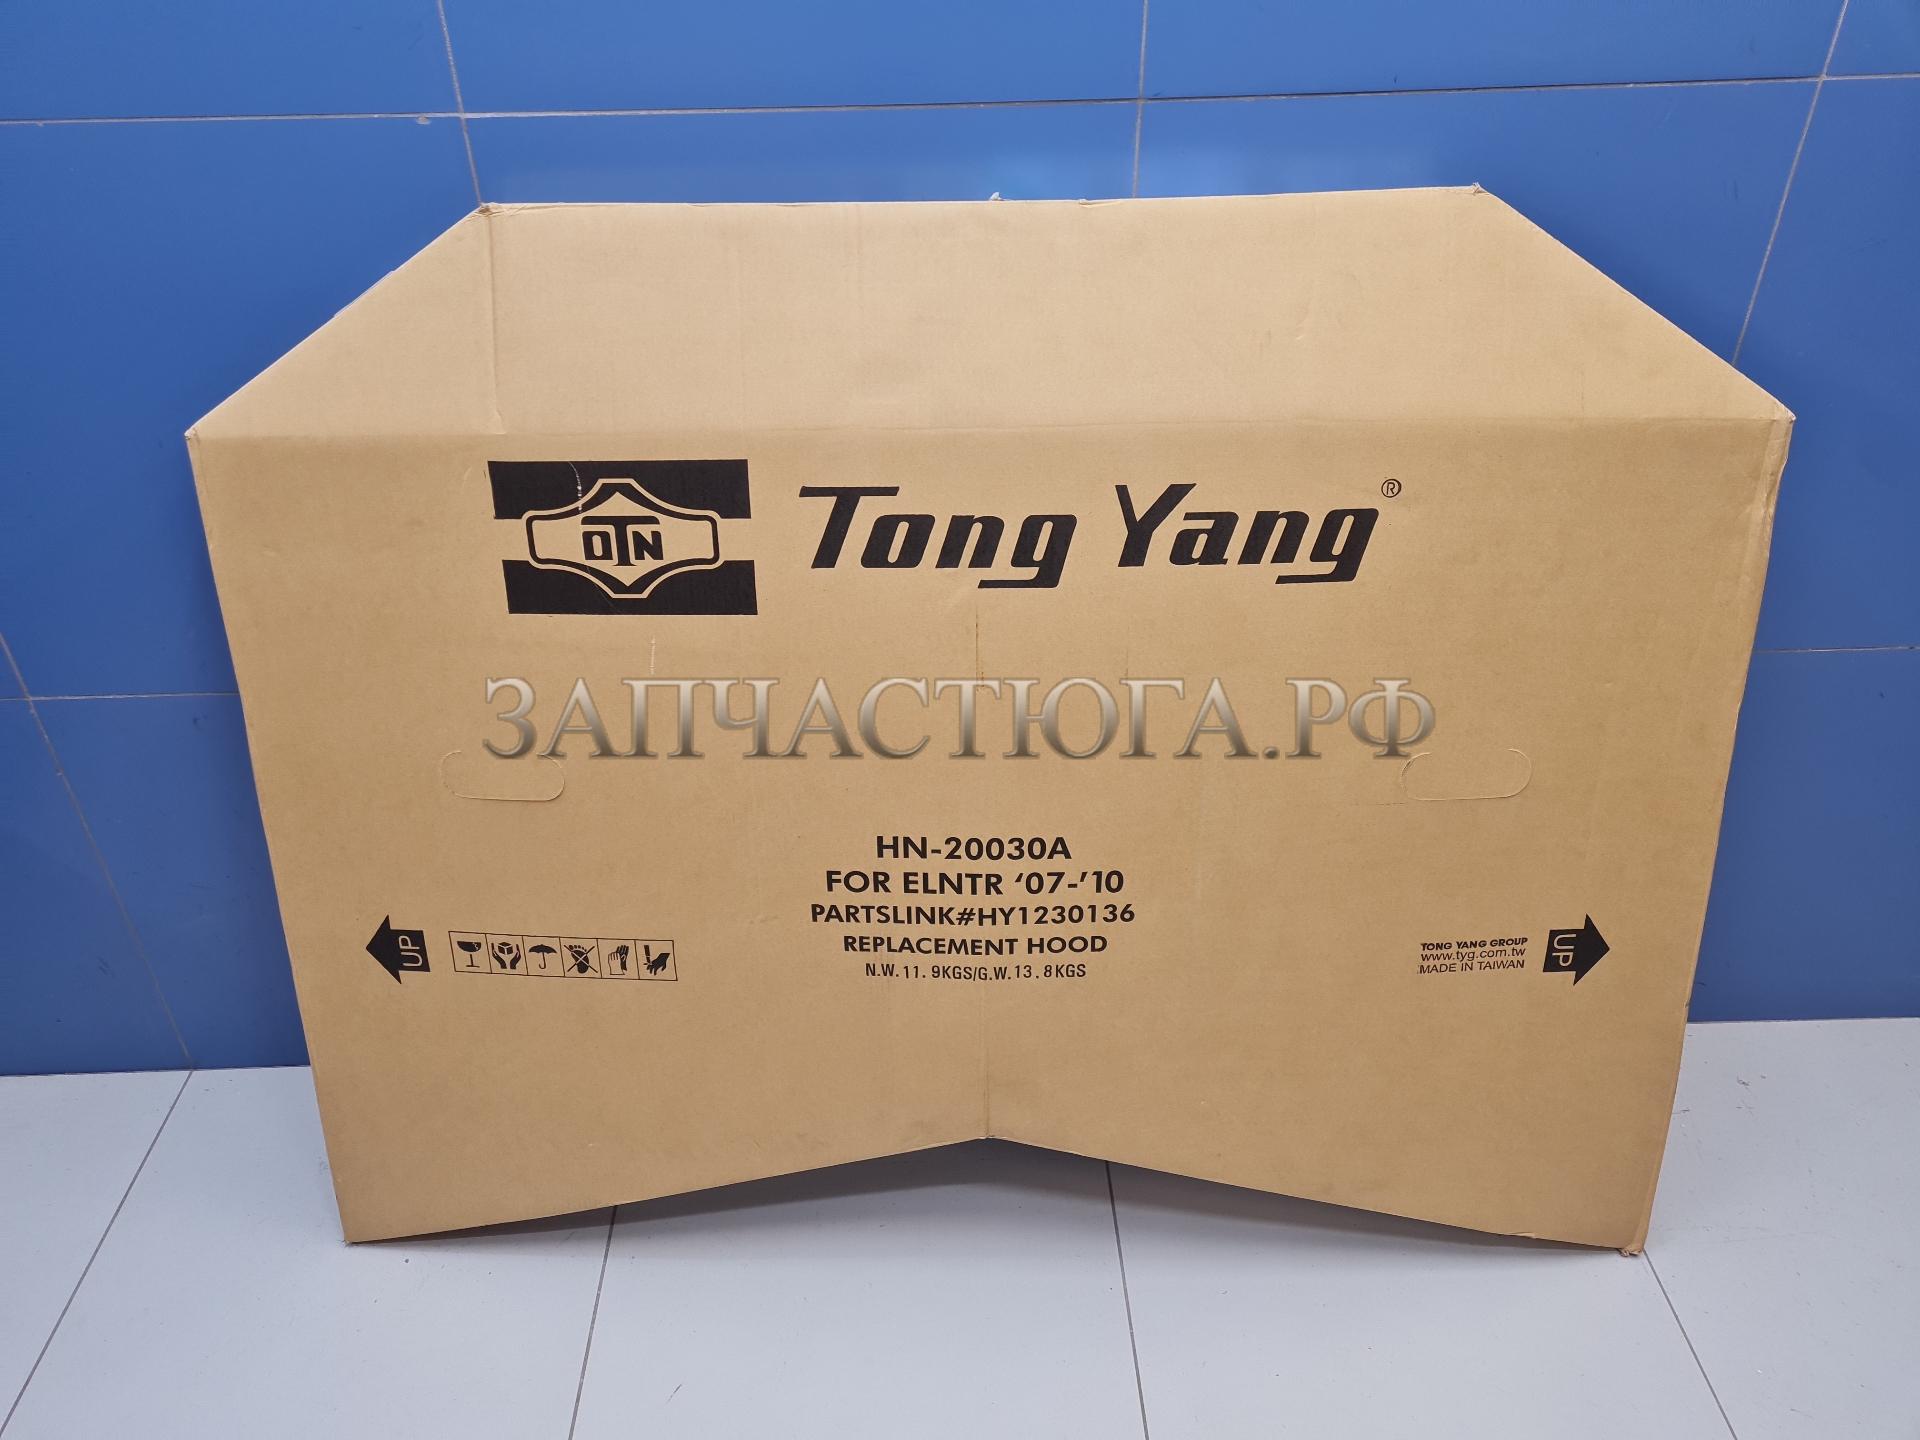 OTN
Tong Yang ®
ЗАПЧАСТЮГА.РФ
HN-20030A
FOR ELNTR '07-'10
PARTSLINK#HY1230136
REPLACEMENT HOOD
N.W. 11.9KGS/G.W. 13.8KGS
UP
TONG YANG GROUP
www.tyg.com.tw
MADE IN TAIWAN
UP